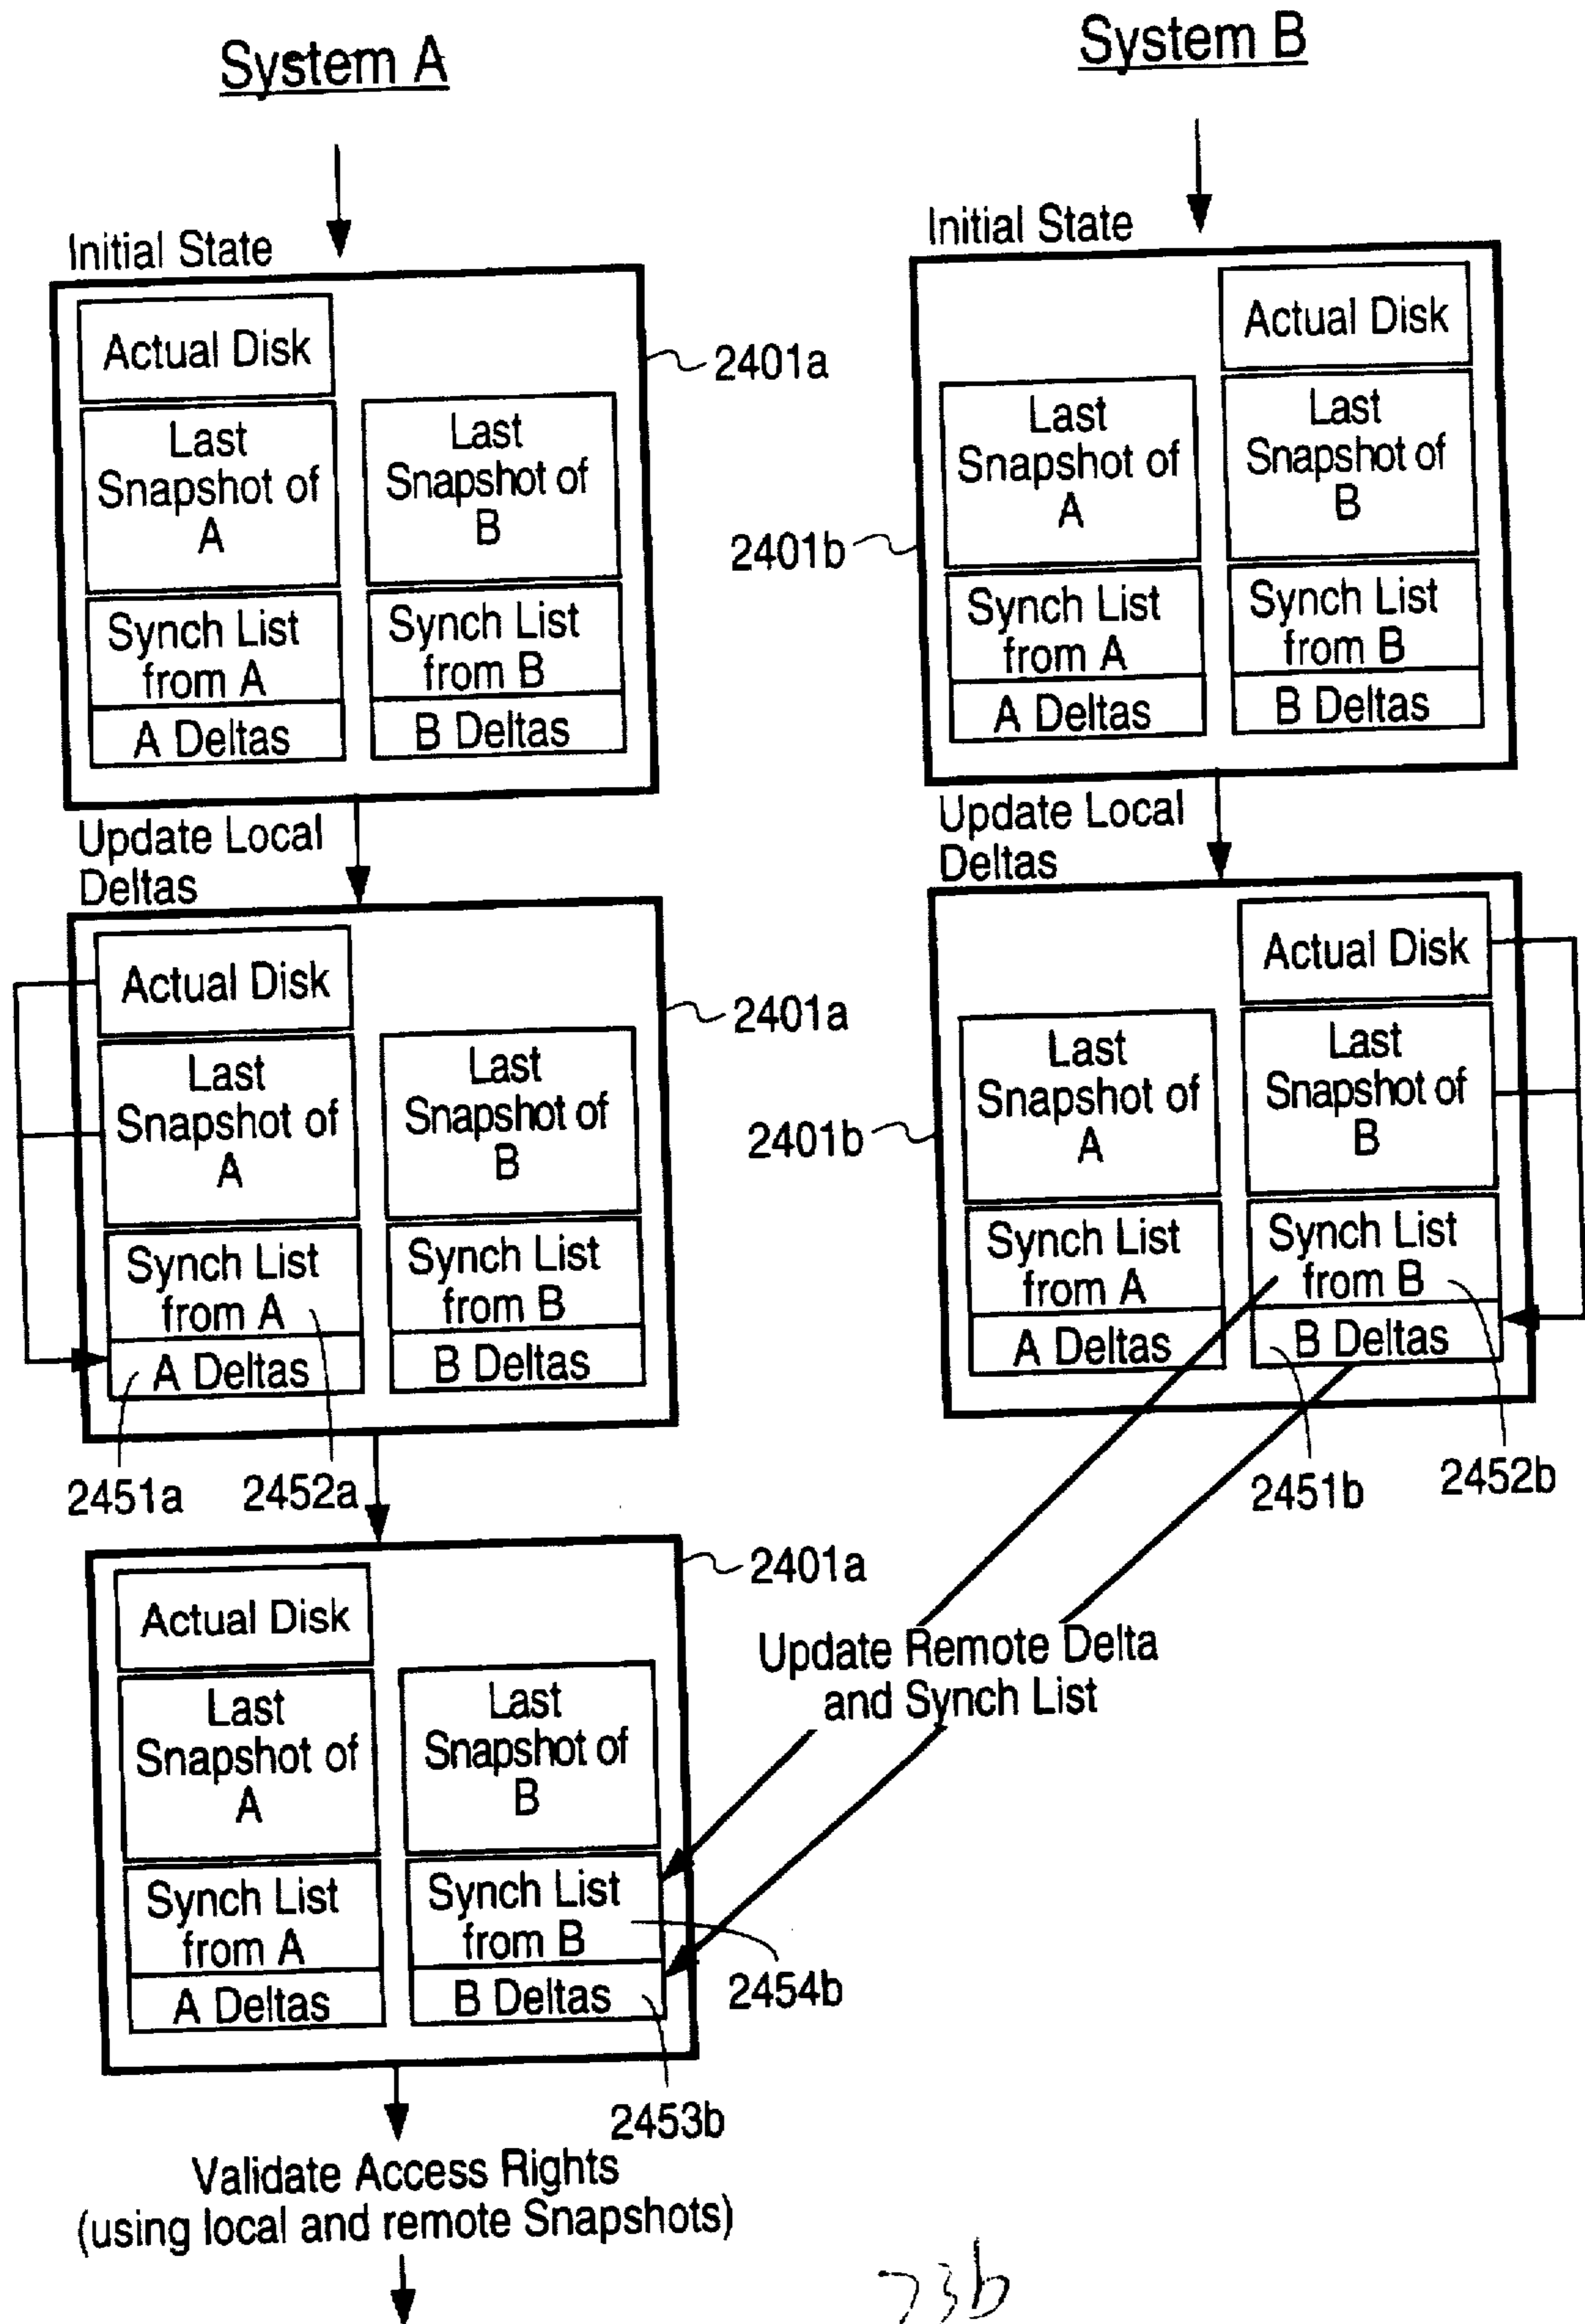 System A
System B
Initial State
Actual Disk
Last
Snapshot of
A
Last
Snapshot of
B
Synch List
from A
Synch List
from B
A Deltas
B Deltas
2401a
Initial State
Actual Disk
Last
Snapshot of
A
Last
Snapshot of
B
2401b
Synch List
from A
Synch List
from B
A Deltas
B Deltas
Update Local
Deltas
Actual Disk
2401a
Last
Snapshot of
A
Last
Snapshot of
B
Synch List
from A
Synch List
from B
A Deltas
B Deltas
2451a
2452a
Update Local
Deltas
Actual Disk
Last
Snapshot of
A
Last
Snapshot of
B
2401b
Synch List
from A
Synch List
from B
A Deltas
B Deltas
2451b
2452b
2401a
Actual Disk
Update Remote Delta
and Synch List
Last
Snapshot of
A
Last
Snapshot of
B
Synch List
from A
Synch List
from B
A Deltas
B Deltas
2454b
2453b
Validate Access Rights
(using local and remote Snapshots)
73b